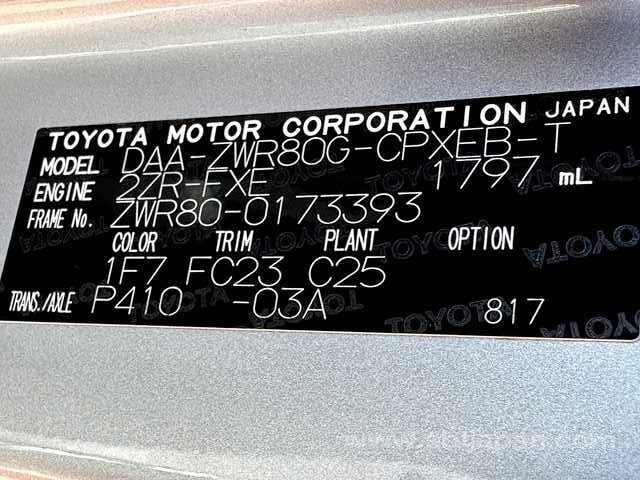 TOYOTA MOTOR CORPORATION JAPAN
MODEL DAA-ZWR80G-CPXEB-T
ENGINE 2ZR-FXE 1797 mL
FRAME No. ZWR80-0173393
COLOR TRIM PLANT OPTION
1F7 FC23 C25
TRANS./AXLE P410 -03A 817